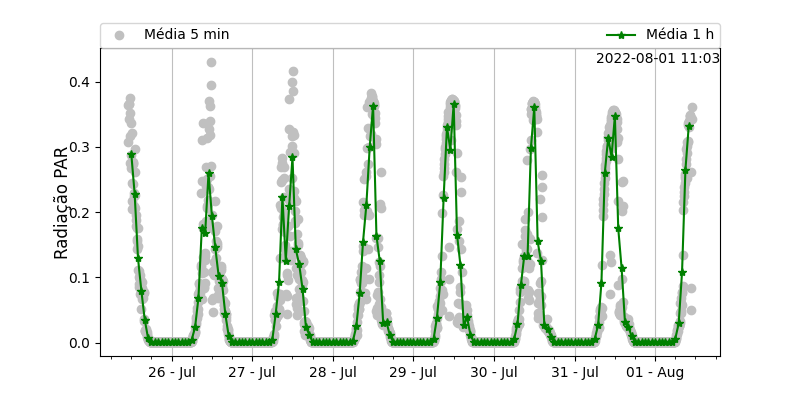 Média 5 min
Média 1 h
2022-08-01 11:03
Radiação PAR
0.4
0.3
0.2
0.1
0.0
26 - Jul
27 - Jul
28 - Jul
29 - Jul
30 - Jul
31 - Jul
01 - Aug